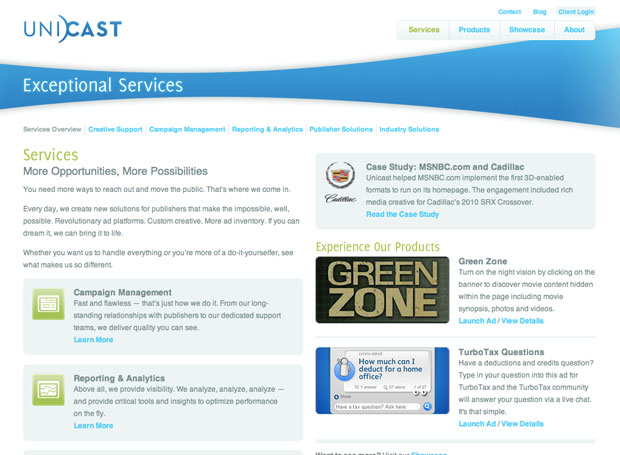 Contact Blog Client Login
UNICAST
Services Products Showcase About
Exceptional Services
Services Overview Creative Support Campaign Management Reporting & Analytics Publisher Solutions Industry Solutions
Services
More Opportunities, More Possibilities
You need more ways to reach out and move the public. That's where we come in.
Every day, we create new solutions for publishers that make the impossible, well,
possible. Revolutionary ad platforms. Custom creative. More ad inventory. If you can
dream it, we can bring it to life.
Whether you want us to handle everything or you're more of a do-it-yourselfer, see
what makes us so different.
Campaign Management
Fast and flawless — that's just how we do it. From our long-
standing relationships with publishers to our dedicated support
teams, we deliver quality you can see.
Learn More
Reporting & Analytics
Above all, we provide visibility. We analyze, analyze, analyze —
and provide critical tools and insights to optimize performance
on the fly.
Learn More
Cadillac
Case Study: MSNBC.com and Cadillac
Unicast helped MSNBC.com implement the first 3D-enabled
formats to run on its homepage. The engagement included rich
media creative for Cadillac's 2010 SRX Crossover.
Read the Case Study
Experience Our Products
GREEN
ZONE
Green Zone
Turn on the night vision by clicking on the
banner to discover movie content hidden
within the page including movie
synopsis, photos and videos.
Launch Ad / View Details
How much can I
deduct for a home
office?
1 answer 57 views 1 of 27
Share
Have a tax question? Ask here.
TurboTax Questions
Have a deductions and credits question?
Type in your question into this ad for
TurboTax and the TurboTax community
will answer your question via a live chat.
It's that simple.
Launch Ad / View Details
Want to see more? Visit our Showcase